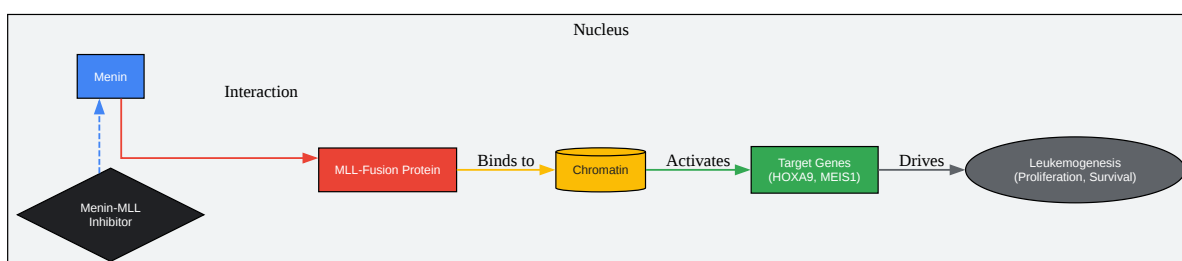 Nucleus
Menin
Interaction
MLL-Fusion Protein
Binds to
Chromatin
Activates
Target Genes
(HOXA9, MEIS1)
Drives
Leukemogenesis
(Proliferation, Survival)
Menin-MLL
Inhibitor